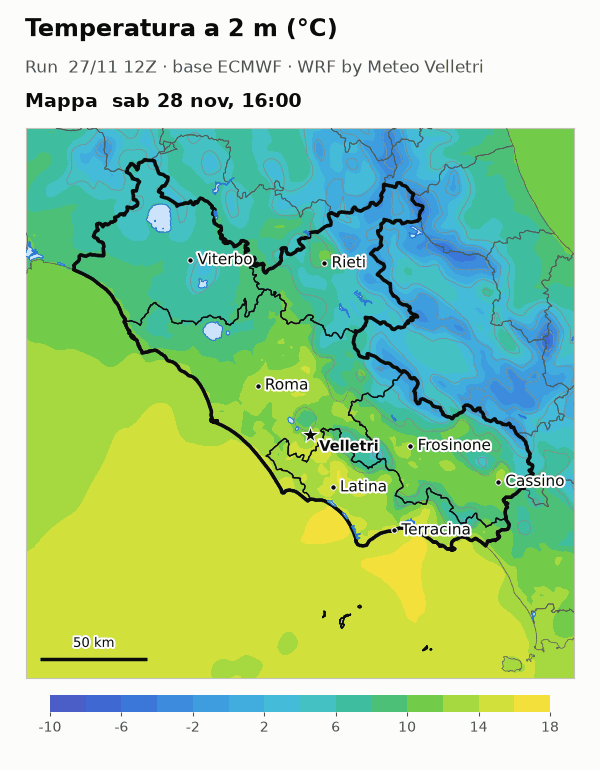 Temperatura a 2 m (°C)
Run  27/11 12Z · base ECMWF · WRF by Meteo Velletri
Mappa  sab 28 nov, 16:00
Viterbo
Rieti
Roma
Velletri
Frosinone
Cassino
Latina
Terracina
50 km
-10 -6 -2 2 6 10 14 18